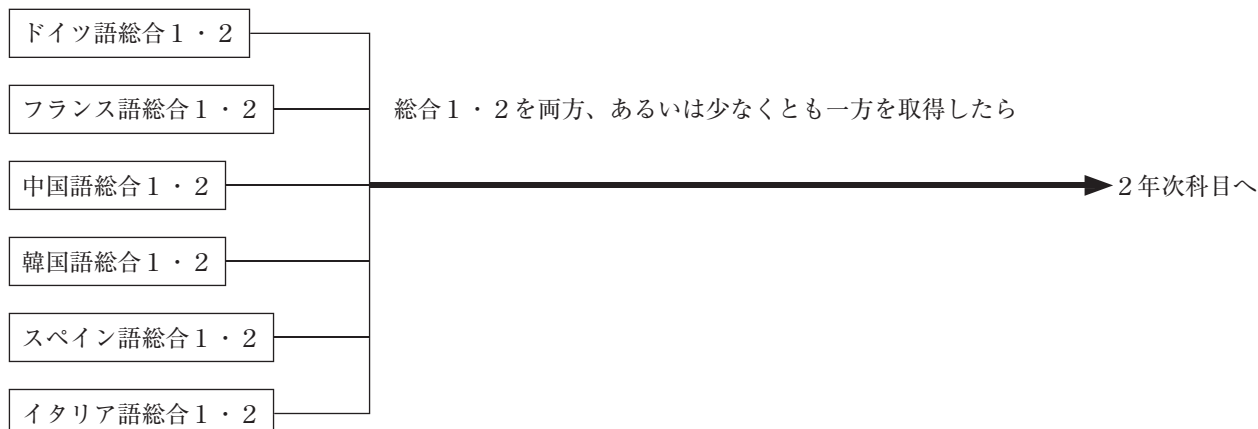 ドイツ語総合１・２
フランス語総合１・２
総合１・２を両方、あるいは少なくとも一方を取得したら
中国語総合１・２
２年次科目へ
韓国語総合１・２
スペイン語総合１・２
イタリア語総合１・２